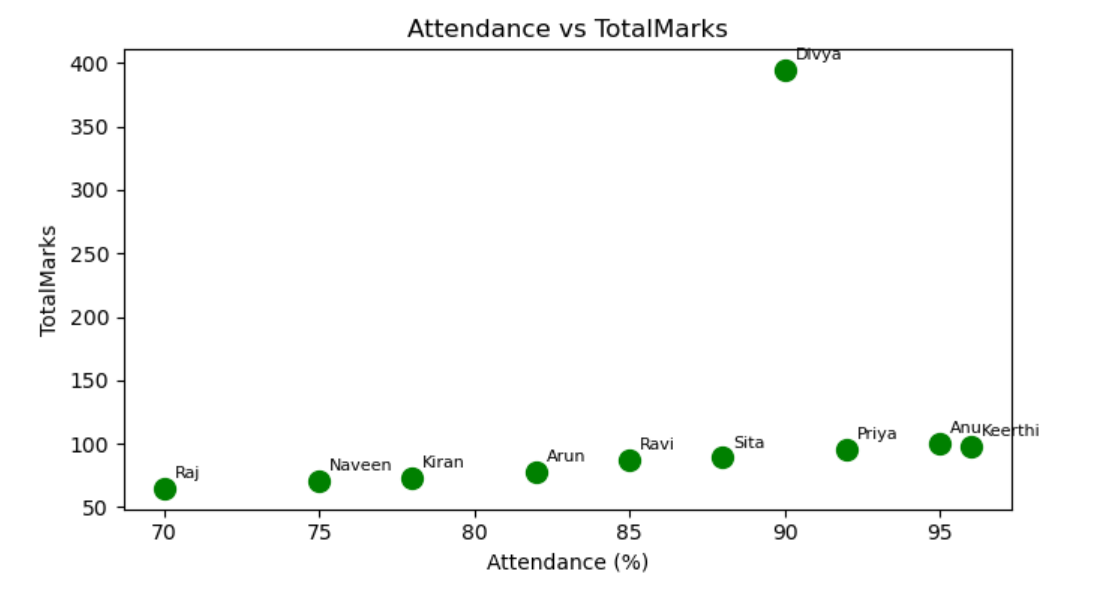 Attendance vs TotalMarks
400
350
300
250
200
150
100
50
TotalMarks
Divya
Raj
Naveen
Kiran
Arun
Ravi
Sita
Priya
Anu
Keerthi
70 75 80 85 90 95
Attendance (%)